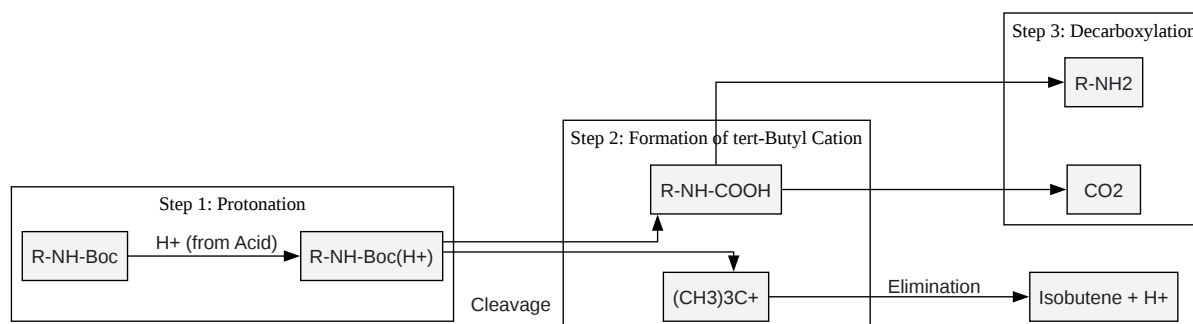 Step 3: Decarboxylation
R-NH2
Step 2: Formation of tert-Butyl Cation
R-NH-COOH
CO2
Step 1: Protonation
R-NH-Boc
H+ (from Acid)
R-NH-Boc(H+)
Cleavage
(CH3)3C+
Elimination
Isobutene + H+